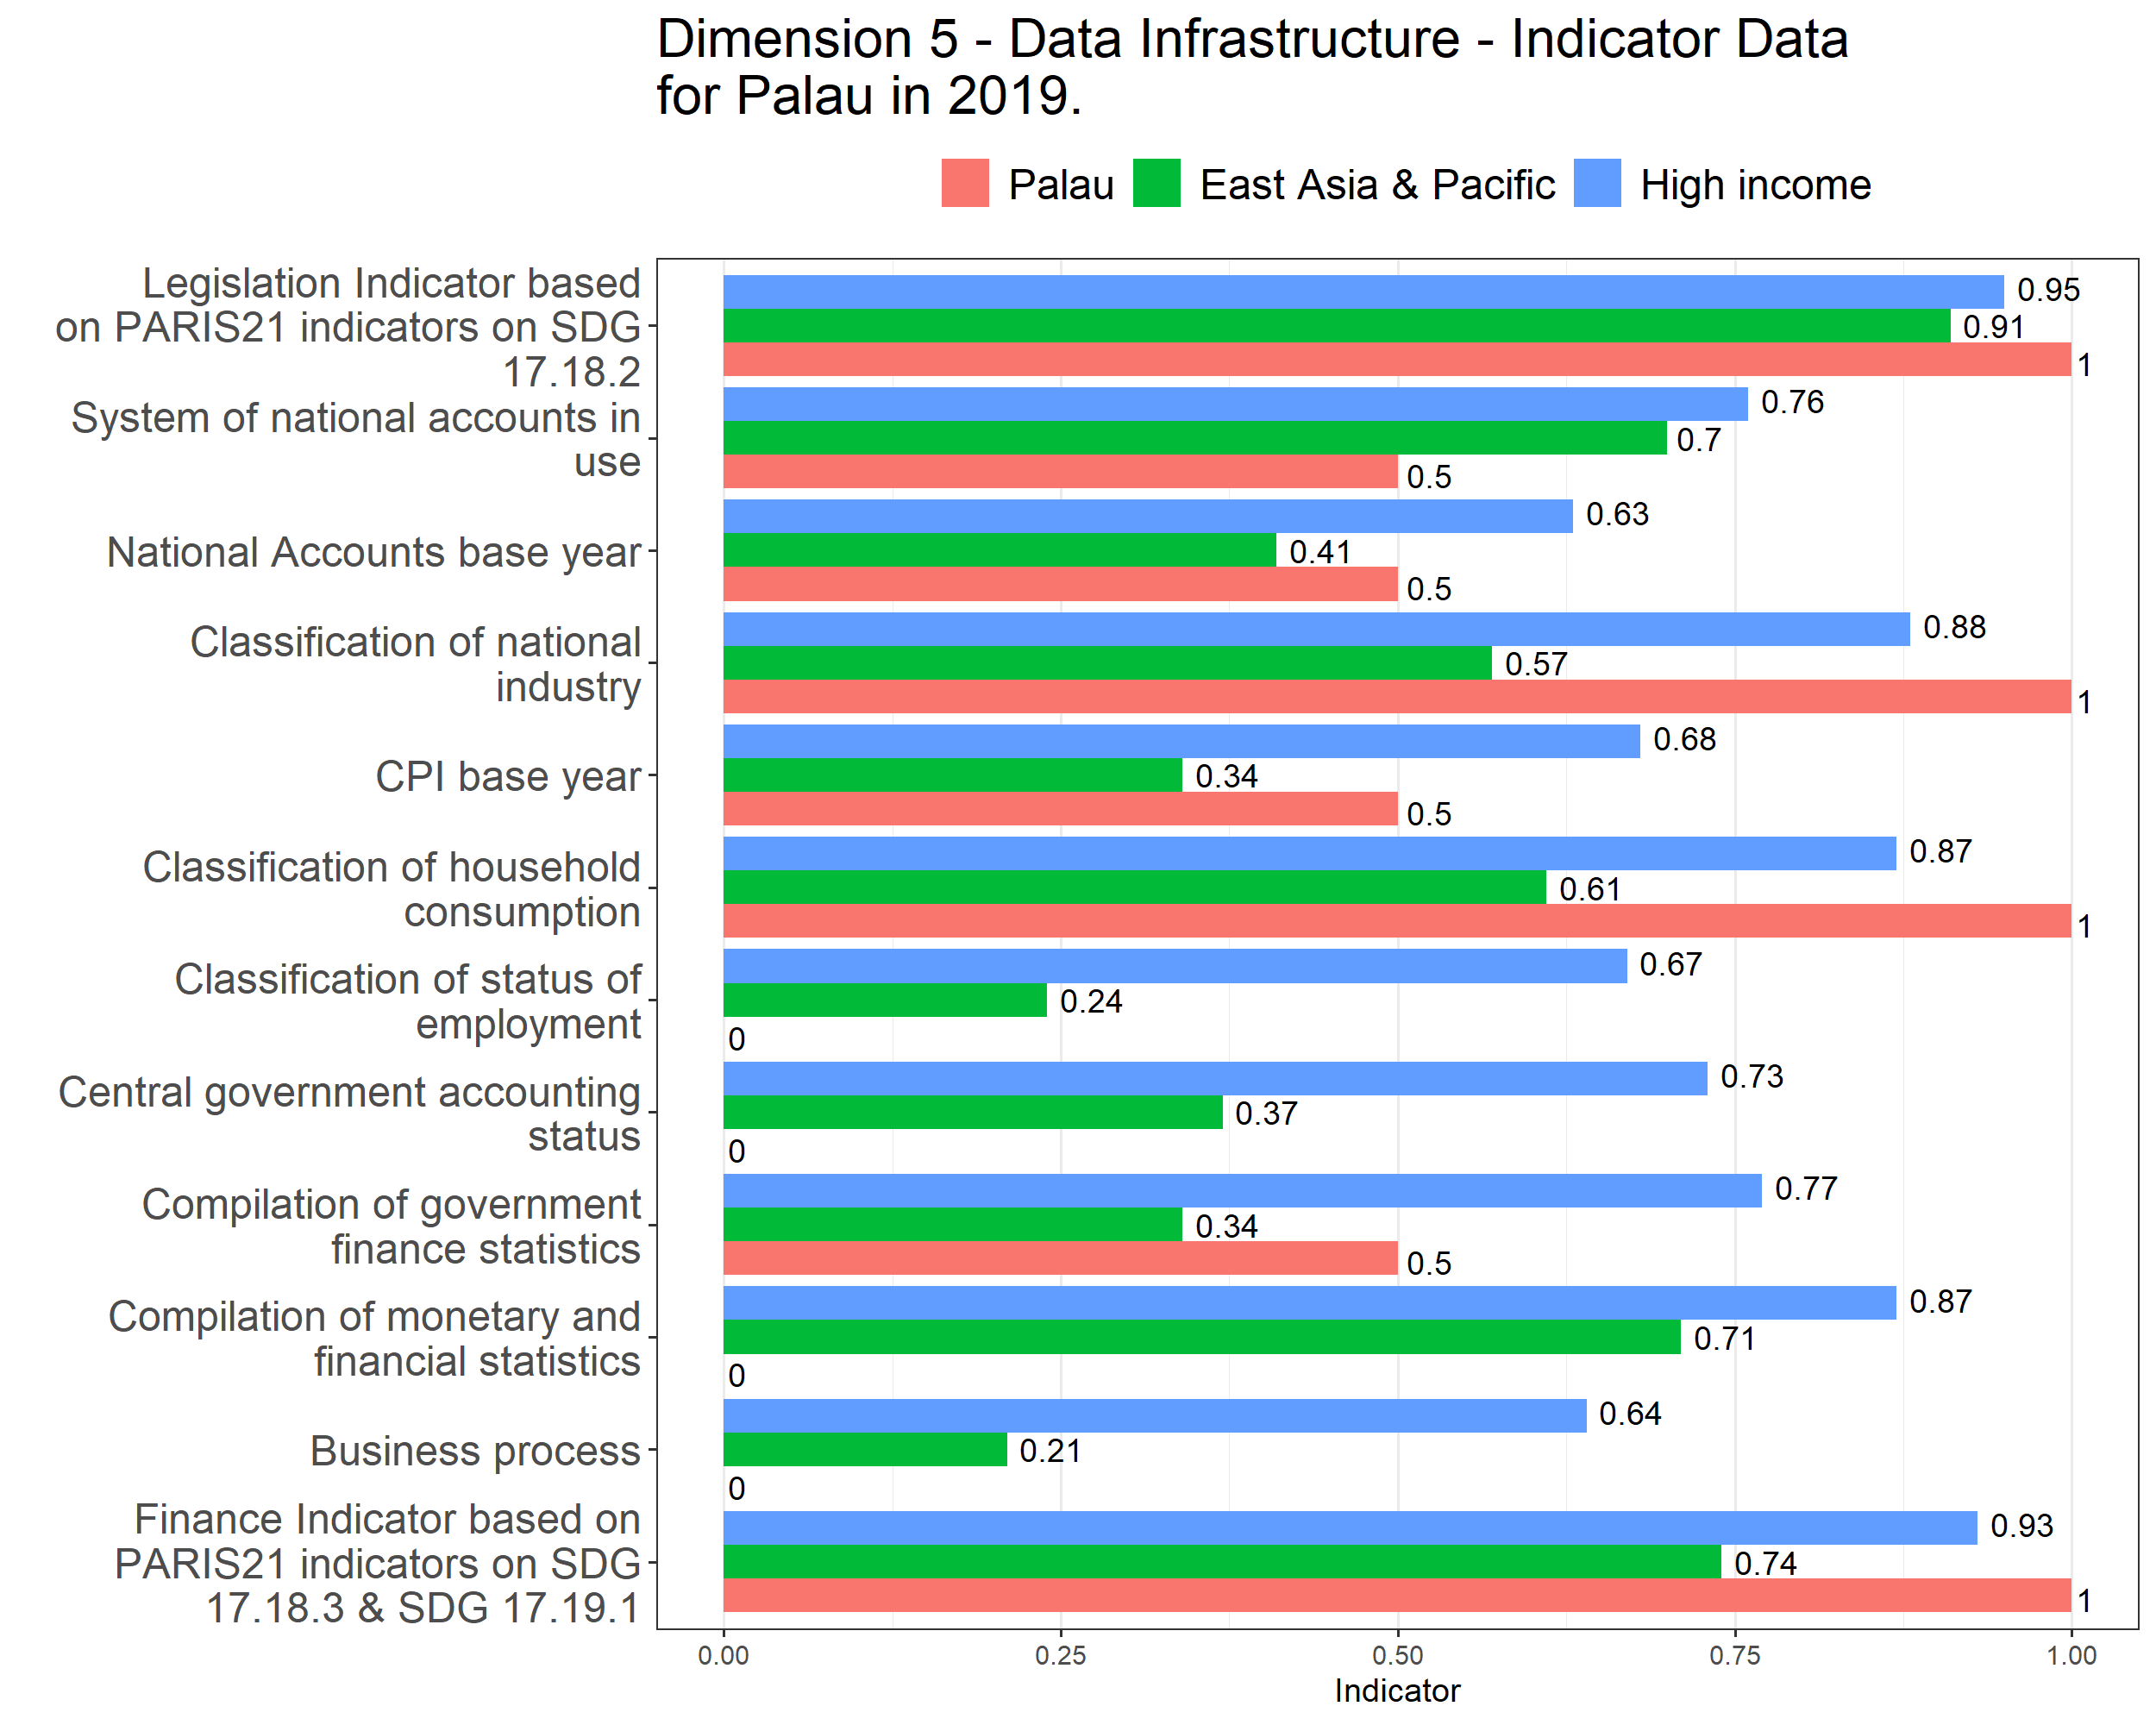 Dimension 5 - Data Infrastructure - Indicator Data
for Palau in 2019.
Palau East Asia & Pacific High income
Legislation Indicator based
on PARIS21 indicators on SDG
17.18.2
0.95
0.91
1
System of national accounts in
use
0.76
0.7
0.5
National Accounts base year
0.63
0.41
0.5
Classification of national
industry
0.88
0.57
1
CPI base year
0.68
0.34
0.5
Classification of household
consumption
0.87
0.61
1
Classification of status of
employment
0.67
0.24
0
Central government accounting
status
0.73
0.37
0
Compilation of government
finance statistics
0.77
0.34
0.5
Compilation of monetary and
financial statistics
0.87
0.71
0
Business process
0.64
0.21
0
Finance Indicator based on
PARIS21 indicators on SDG
17.18.3 & SDG 17.19.1
0.93
0.74
1
0.00 0.25 0.50 0.75 1.00
Indicator